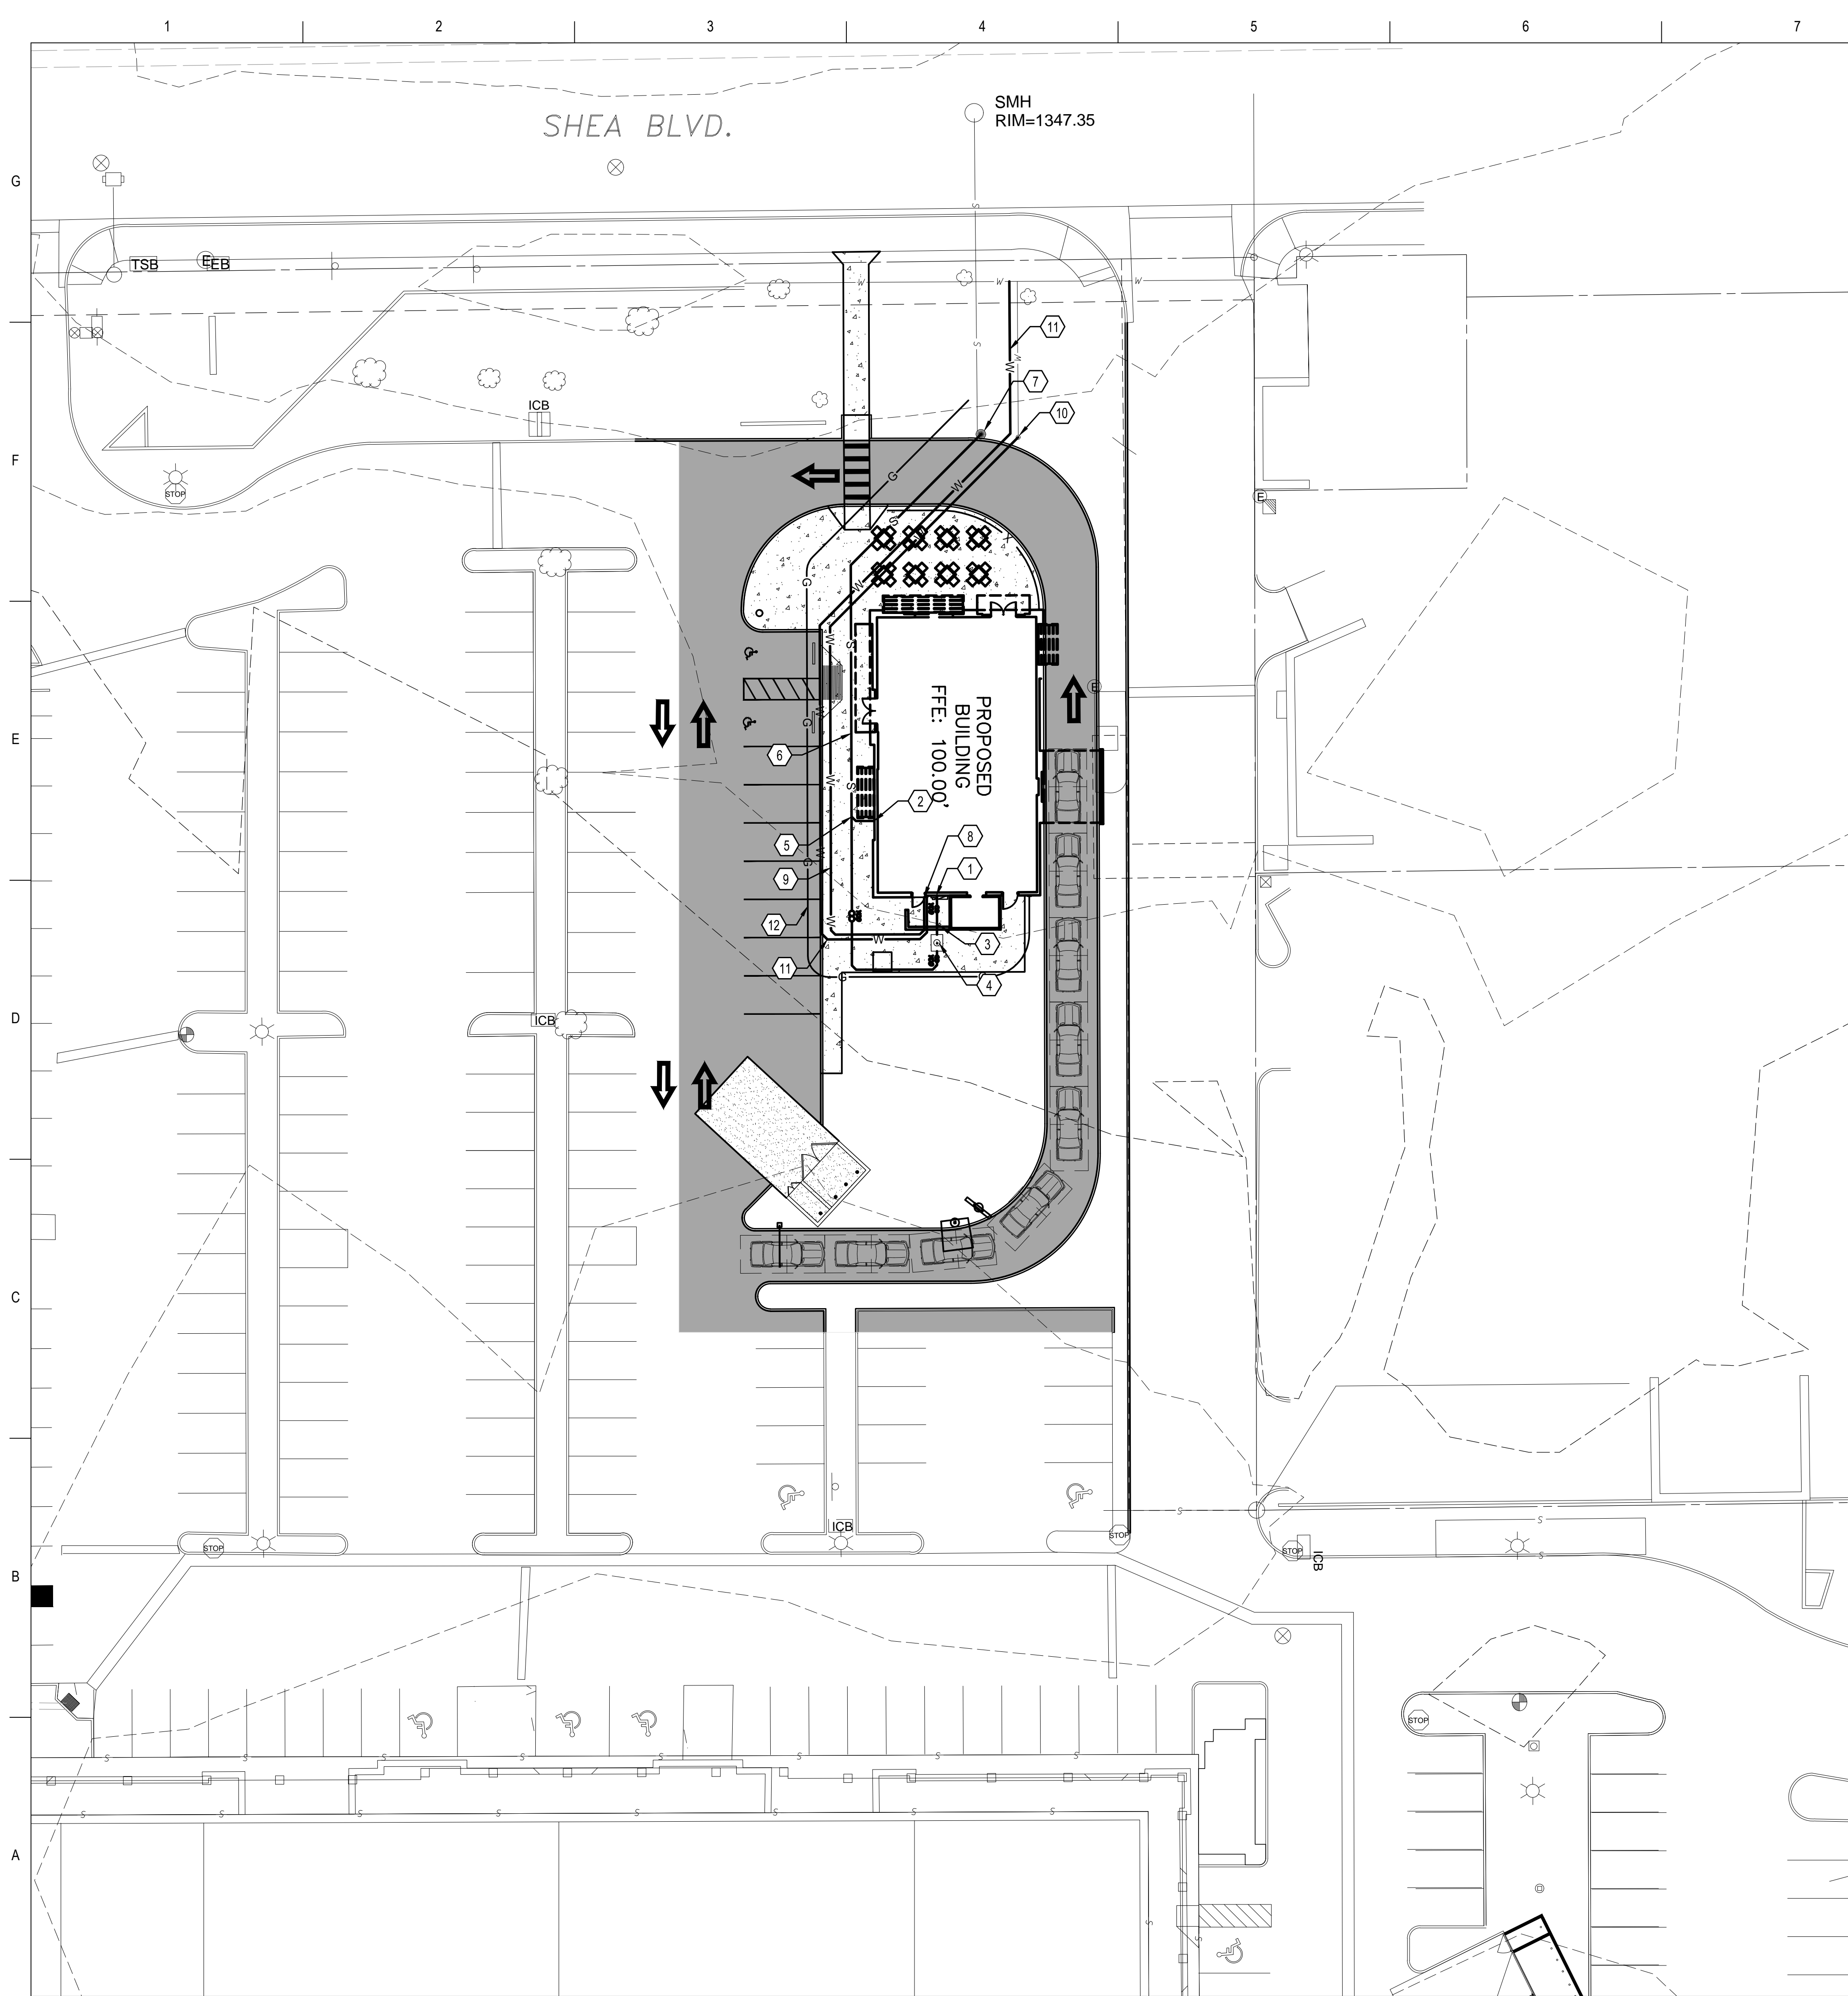 1 2 3 4 5 6 7
SMH
RIM=1347.35
SHEA BLVD.
G
S
TSB
E
EB
W W W
11
S
W
W
7
ICB
10
F
G
W
STOP
S
E
G
W
W
S
E
PROPOSED
BUILDING
FFE: 100.00'
W
G
E
6
W
S
2
8
5
W
G
1
9
12
W
W
3
11
G
4
D
ICB
C
S
ICB
STOP
S
STOP
STOP
S
ICB
B
STOP
S S S S S S S S
S S S S S S S S
A
S
S